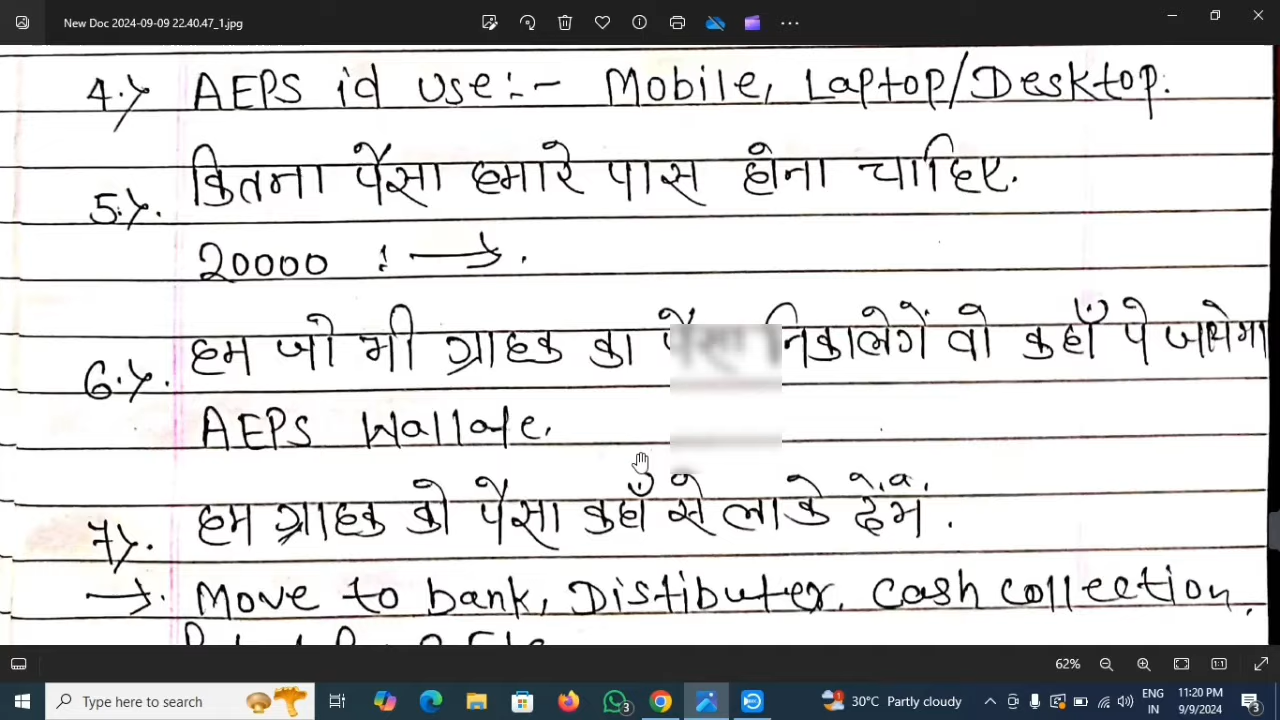 New Doc 2024-09-09 22.40.47_1.jpg
4.> AEPS id use:- Mobile, Laptop/Desktop.
5.>. कितना पैसा हमारे पास होना चाहिए.
20000 : → .
6.>. हम जो भी ग्राहक का निकालेगें वो कहाँ पे जायेगा
AEPS Wallate.
7>. हम ग्राहक को पैसा कहाँ से लाके देंगे .
→. Move to bank, Distibuter, Cash collection,
62%
Type here to search
3
30°C Partly cloudy
ENG
IN
11:20 PM
9/9/2024
3